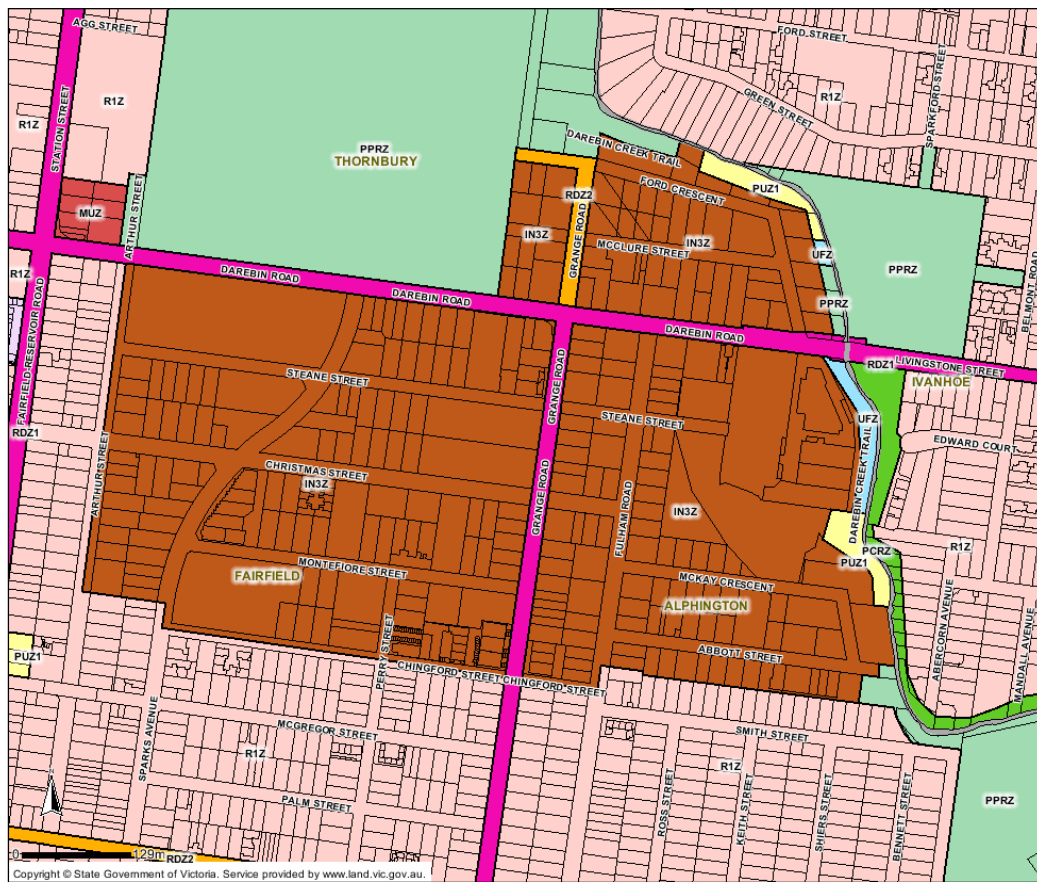 AGG STREET
FORD STREET
SPARKFORD STREET
R1Z
R1Z
GREEN STREET
R1Z
STATION STREET
PPRZ
THORNBURY
DAREBIN CREEK TRAIL
PUZ1
FORD CRESCENT
RDZ2
ARTHUR STREET
MUZ
IN3Z
GRANGE ROAD
MCCLURE STREET
IN3Z
UFZ
PPRZ
BELMONT ROAD
R1Z
DAREBIN ROAD
DAREBIN ROAD
PPRZ
DAREBIN ROAD
RDZ1
LIVINGSTONE STREET
IVANHOE
FAIRFIELD-RESERVOIR ROAD
GRANGE ROAD
STEANE STREET
STEANE STREET
UFZ
RDZ1
EDWARD COURT
ARTHUR STREET
CHRISTMAS STREET
IN3Z
GRANGE ROAD
FULHAM ROAD
IN3Z
DAREBIN CREEK TRAIL
PCRZ
R1Z
PUZ1
MONTEFIORE STREET
FAIRFIELD
MCKAY CRESCENT
ALPHINGTON
ABERCORN AVENUE
MANDALL AVENUE
PUZ1
PERRY STREET
ABBOTT STREET
CHINGFORD STREET
CHINGFORD STREET
SPARKS AVENUE
MCGREGOR STREET
SMITH STREET
R1Z
R1Z
PALM STREET
ROSS STREET
KEITH STREET
SHIERS STREET
BENNETT STREET
PPRZ
0
129m
RDZ2
Copyright © State Government of Victoria. Service provided by www.land.vic.gov.au.